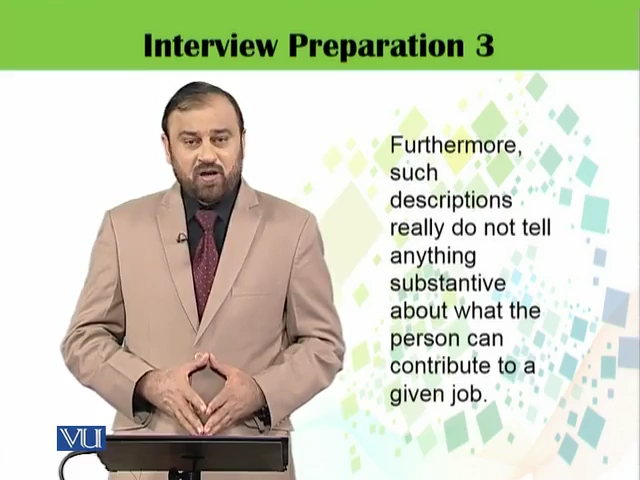 Interview Preparation 3
Furthermore,
such
descriptions
really do not tell
anything
substantive
about what the
person can
contribute to a
given job.
VU